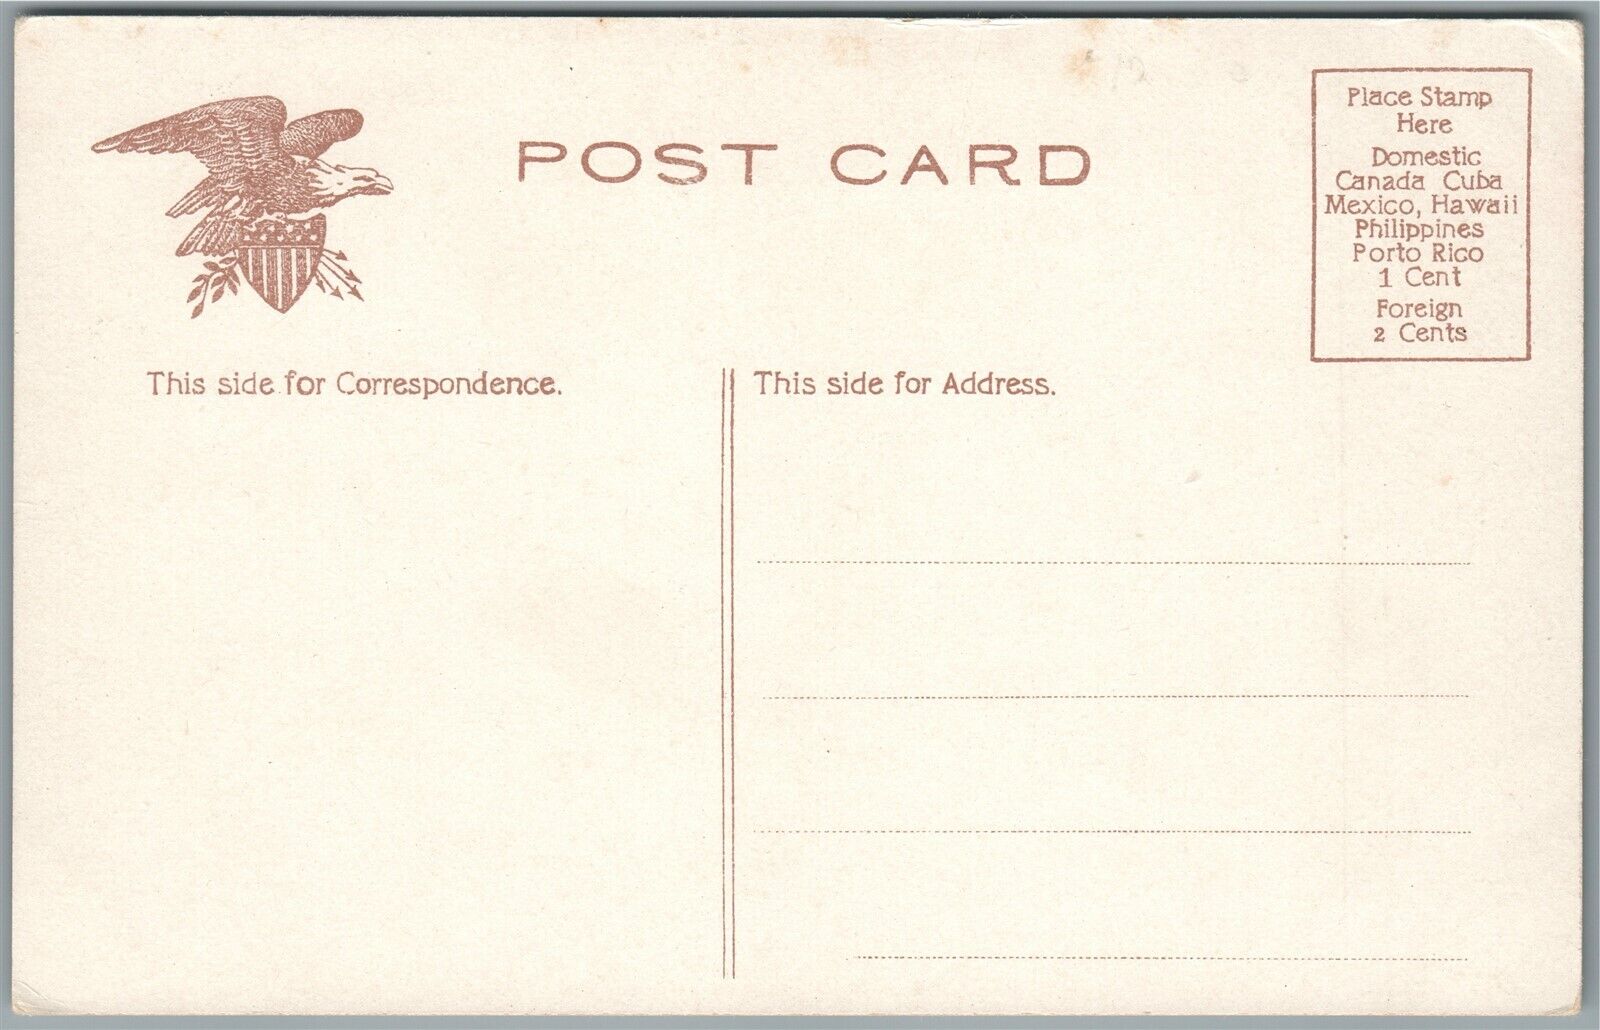 POST CARD
Place Stamp
Here
Domestic
Canada Cuba
Mexico, Hawaii
Philippines
Porto Rico
1 Cent
Foreign
2 Cents
This side for Correspondence.
This side for Address.